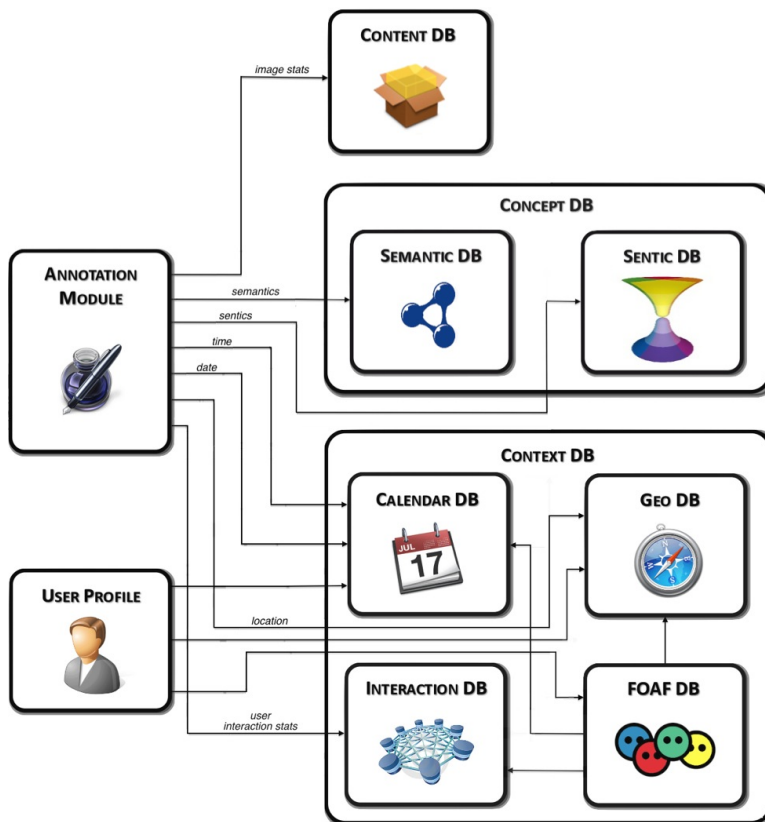 CONTENT DB
image stats
CONCEPT DB
SEMANTIC DB
SENTIC DB
ANNOTATION
MODULE
semantics
sentics
time
date
CONTEXT DB
CALENDAR DB
GEO DB
JUL
17
N
E
S
W
USER PROFILE
location
INTERACTION DB
FOAF DB
user
interaction stats